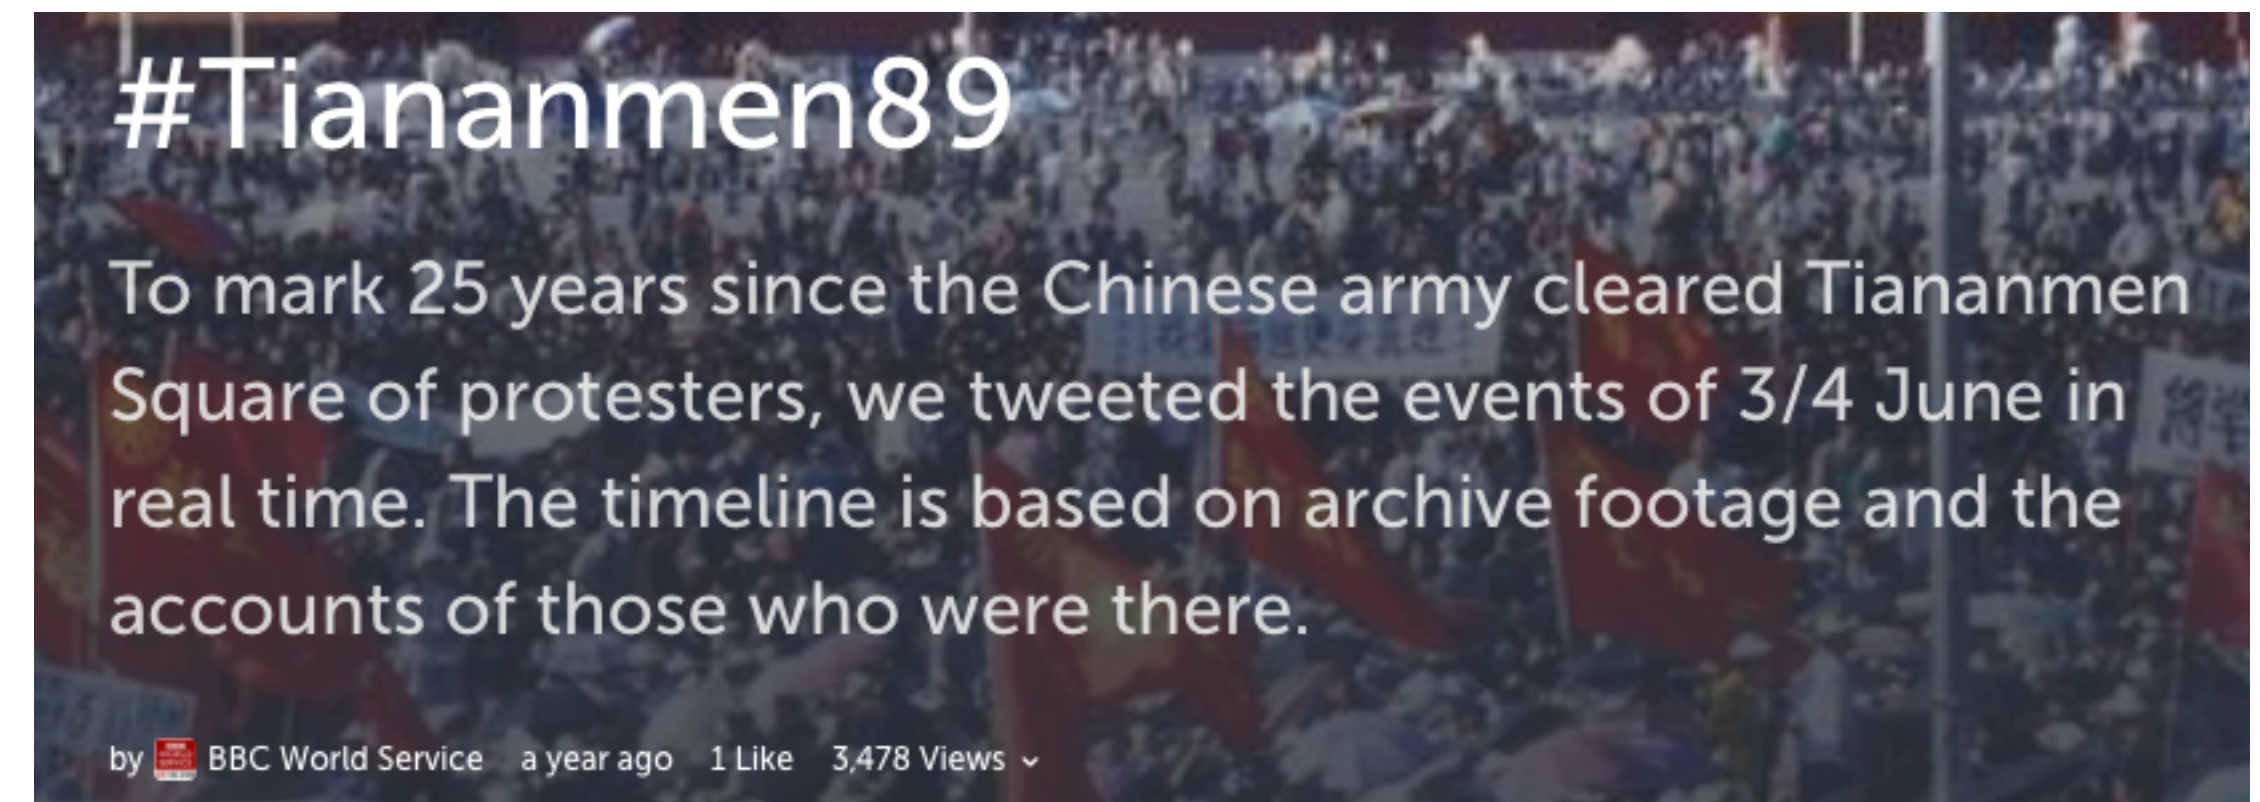 #Tiananmen89
To mark 25 years since the Chinese army cleared Tiananmen
Square of protesters, we tweeted the events of 3/4 June in
real time. The timeline is based on archive footage and the
accounts of those who were there.
by BBC World Service a year ago 1 Like 3,478 Views